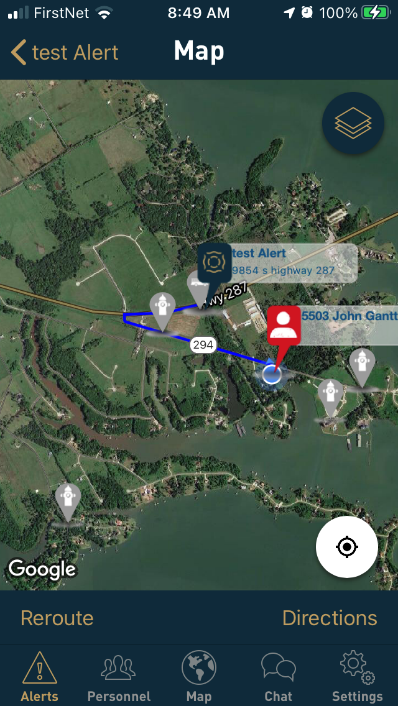 FirstNet 8:49 AM 100%
test Alert Map
test Alert
9854 s highway 287
wy 287
5503 John Gantt
294
Google
Reroute Directions
Alerts Personnel Map Chat Settings